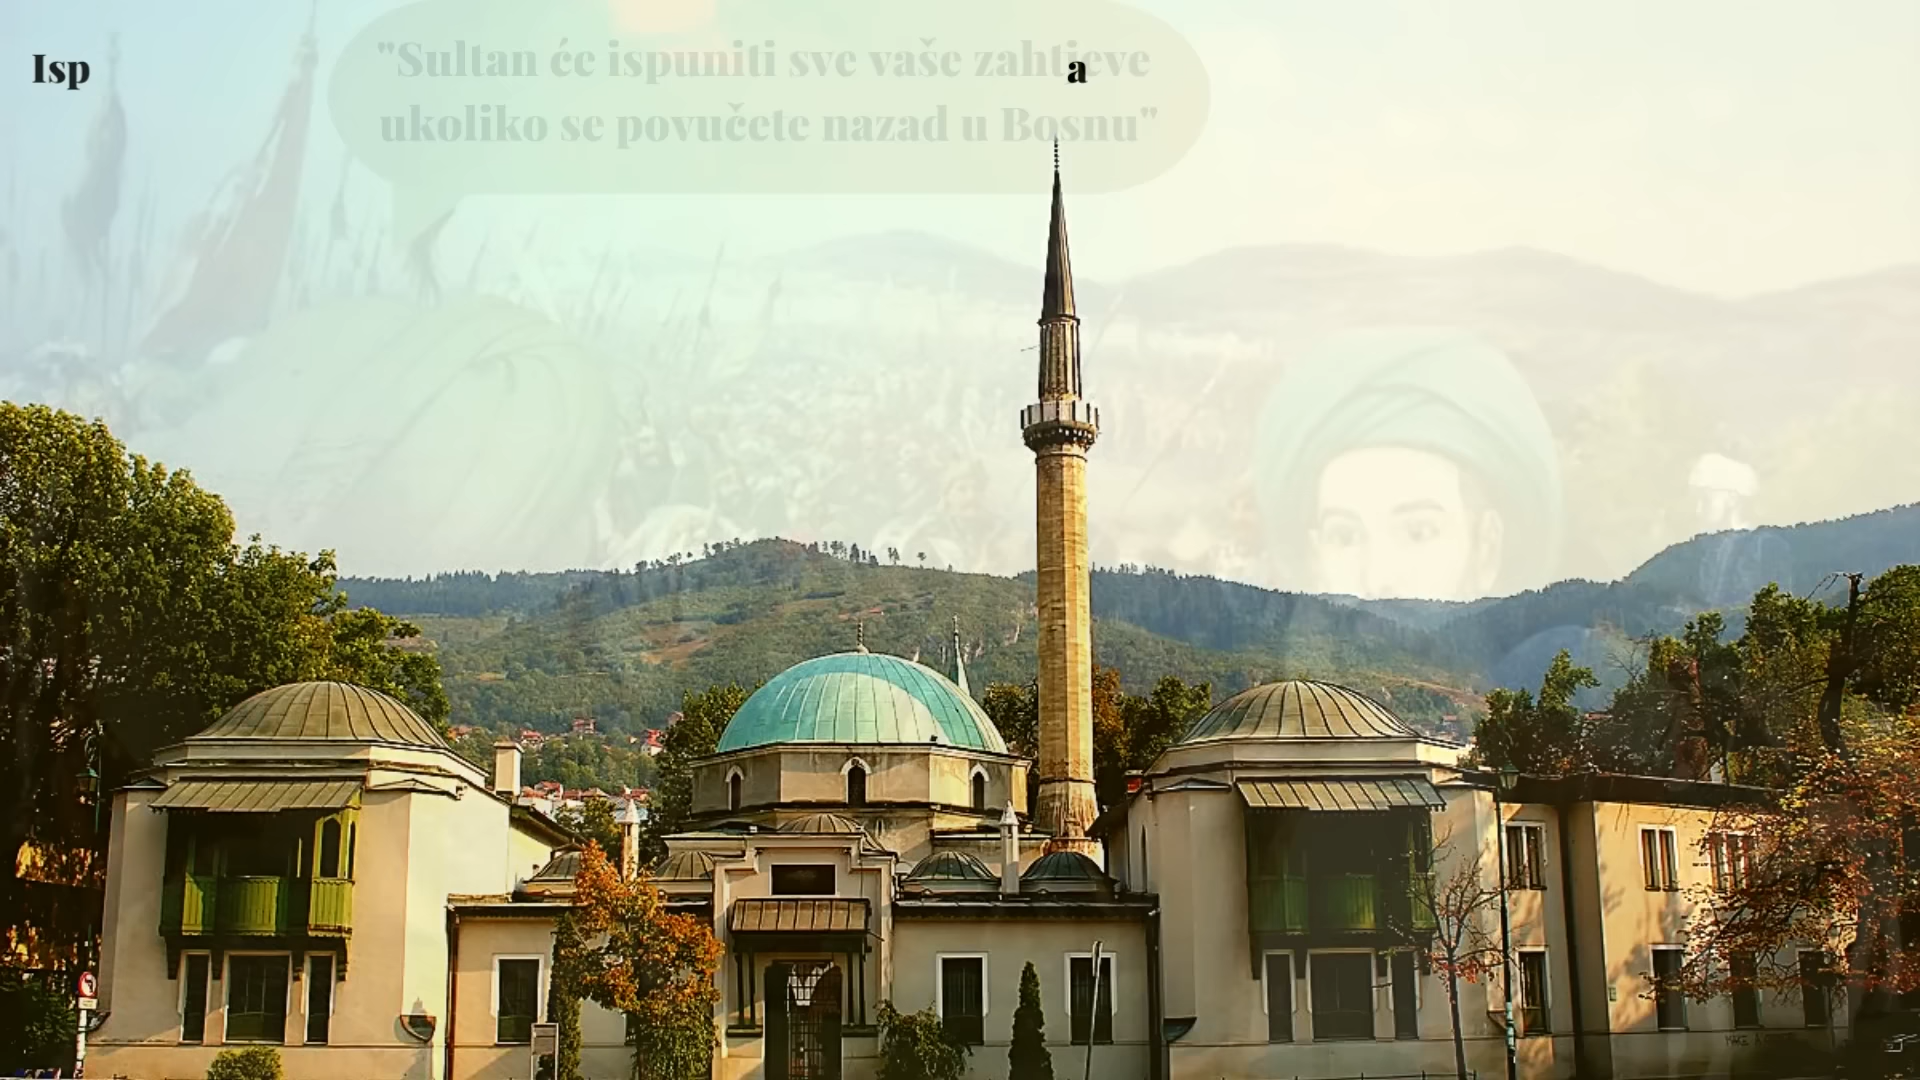 Isp
a
"Sultan će ispuniti sve vaše zahtjeve
ukoliko se povučete nazad u Bosnu"